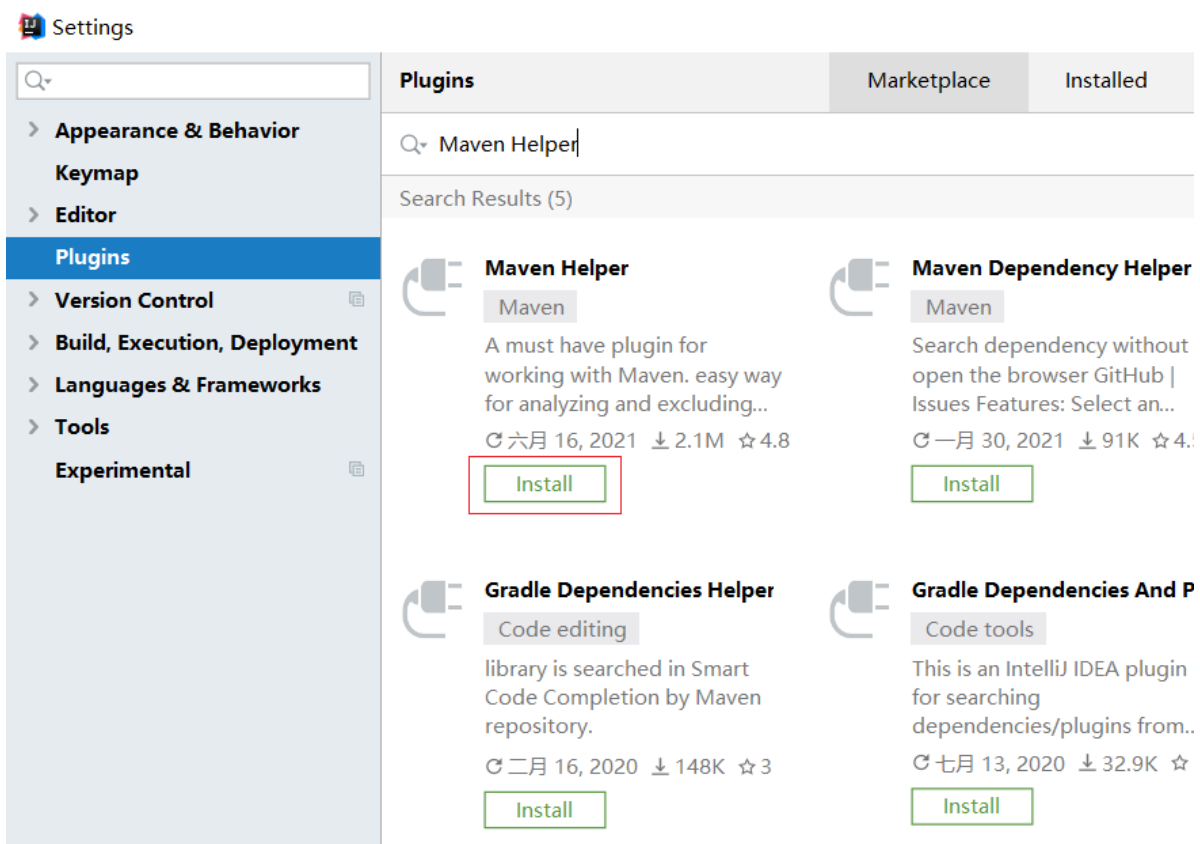 Settings
Appearance & Behavior
Keymap
Editor
Plugins
Version Control
Build, Execution, Deployment
Languages & Frameworks
Tools
Experimental
Plugins
Marketplace
Installed
Maven Helper
Search Results (5)
Maven Helper
Maven
A must have plugin for
working with Maven. easy way
for analyzing and excluding...
六月 16, 2021 2.1M 4.8
Install
Maven Dependency Helper
Maven
Search dependency without
open the browser GitHub |
Issues Features: Select an...
一月 30, 2021 91K 4.5
Install
Gradle Dependencies Helper
Code editing
library is searched in Smart
Code Completion by Maven
repository.
二月 16, 2020 148K 3
Install
Gradle Dependencies And P
Code tools
This is an IntelliJ IDEA plugin
for searching
dependencies/plugins from..
七月 13, 2020 32.9K
Install